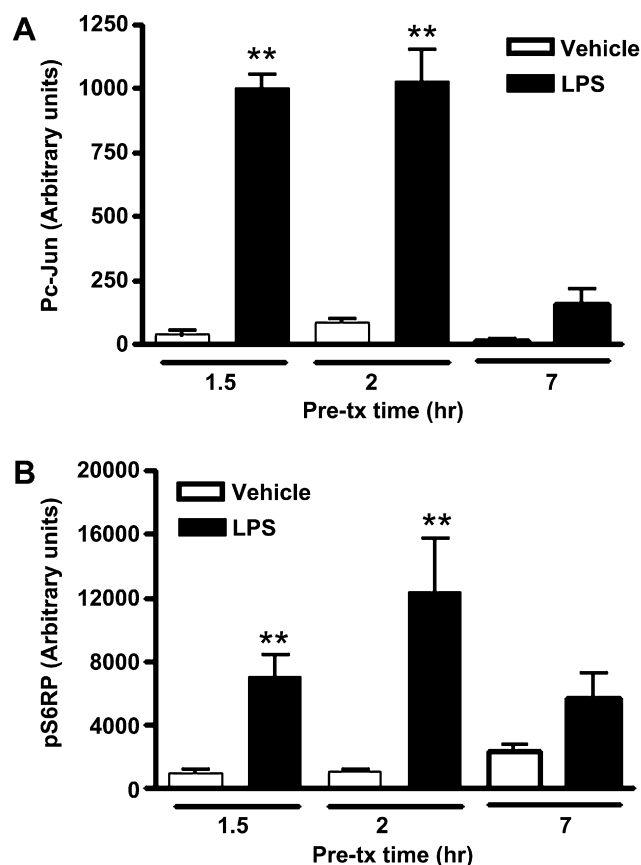 A
Pc-Jun (Arbitrary units)
1250
1000
750
500
250
0
**
**
Vehicle
LPS
1.5
2
7
Pre-tx time (hr)
B
pS6RP (Arbitrary units)
20000
16000
12000
8000
4000
0
Vehicle
LPS
**
**
1.5
2
7
Pre-tx time (hr)